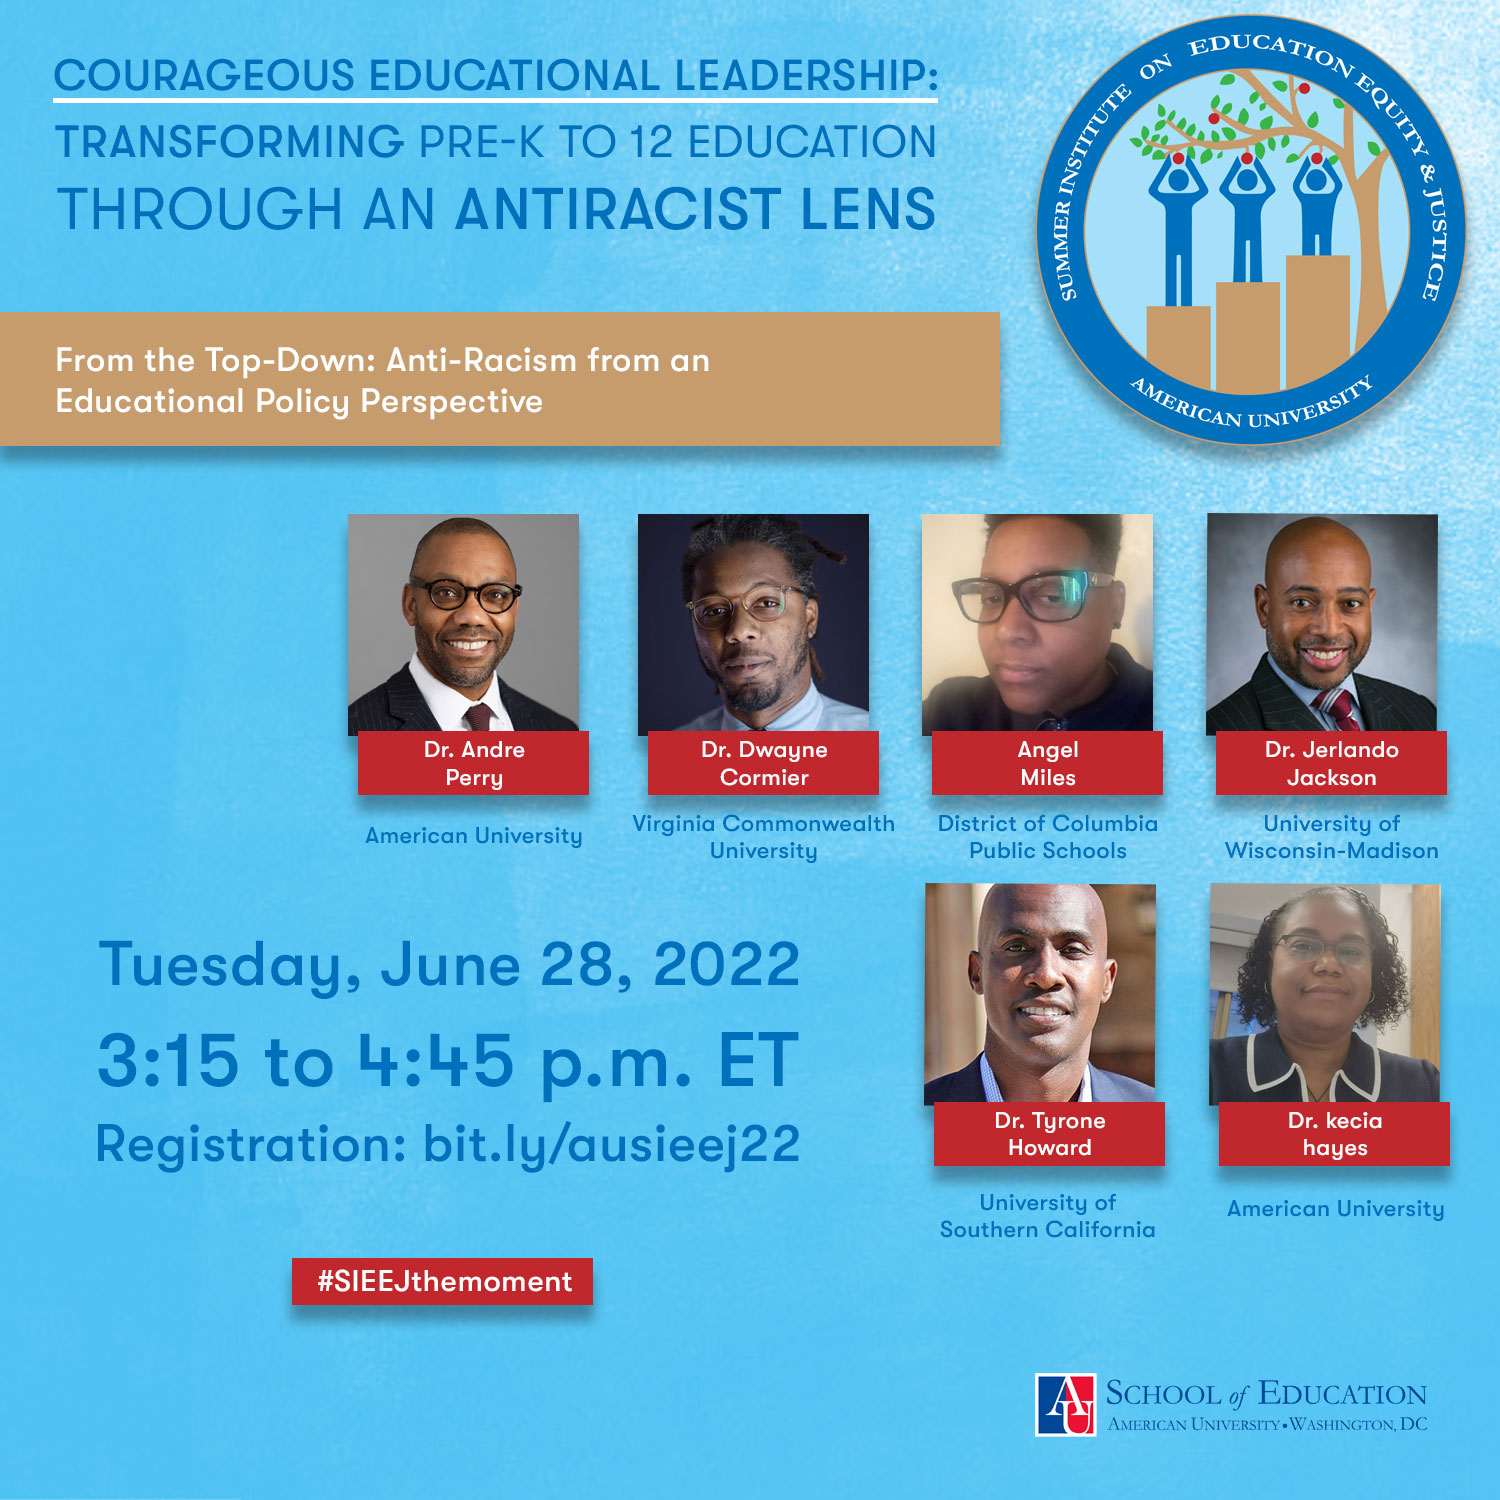 COURAGEOUS EDUCATIONAL LEADERSHIP:
TRANSFORMING PRE-K TO 12 EDUCATION
THROUGH AN ANTIRACIST LENS
SUMMER INSTITUTE ON EDUCATION EQUITY & JUSTICE
AMERICAN UNIVERSITY
From the Top-Down: Anti-Racism from an
Educational Policy Perspective
Dr. Andre
Perry
American University
Dr. Dwayne
Cormier
Virginia Commonwealth
University
Angel
Miles
District of Columbia
Public Schools
Dr. Jerlando
Jackson
University of
Wisconsin-Madison
Dr. Tyrone
Howard
University of
Southern California
Dr. kecia
hayes
American University
Tuesday, June 28, 2022
3:15 to 4:45 p.m. ET
Registration: bit.ly/ausieej22
#SIEEJthemoment
AU
SCHOOL of EDUCATION
AMERICAN UNIVERSITY•WASHINGTON, DC